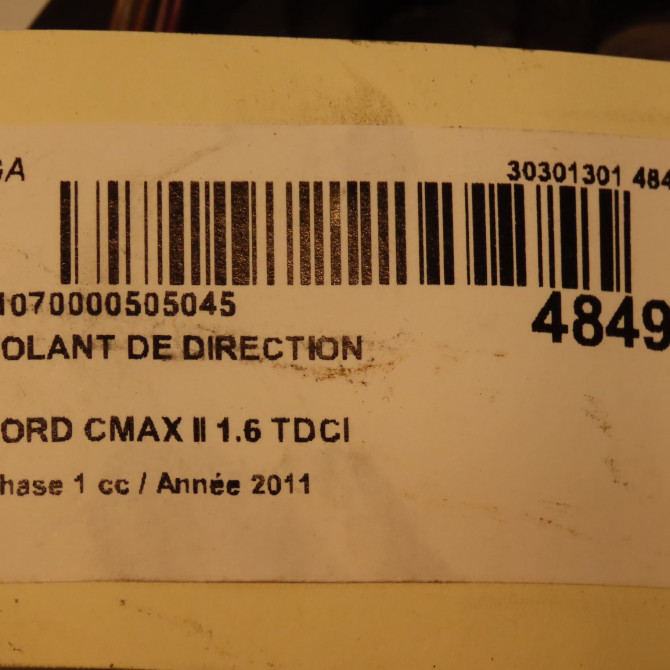 GA
30301301 484
1070000505045
4849
OLANT DE DIRECTION
ORD CMAX II 1.6 TDCI
hase 1 cc / Année 2011